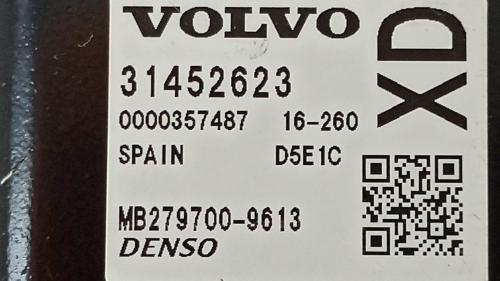 VOLVO
31452623
0000357487 16-260
SPAIN D5E1C
MB279700-9613
DENSO
XD